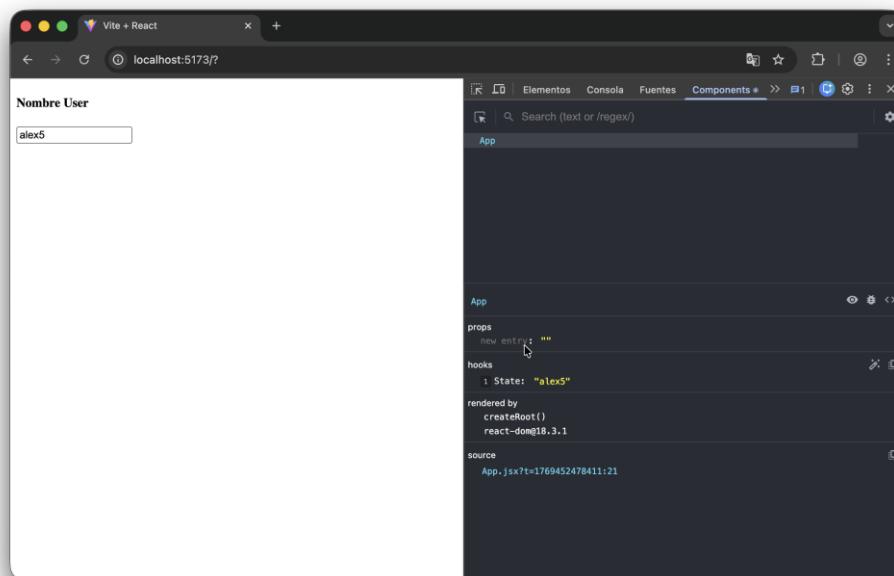 Vite + React
localhost:5173/?
Nombre User
alex5
Elementos Consola Fuentes Components 1
Search (text or /regex/)
App
App
props
new entry: ""
hooks
1 State: "alex5"
rendered by
createRoot()
react-dom@18.3.1
source
App.jsx?t=1769452478411:21